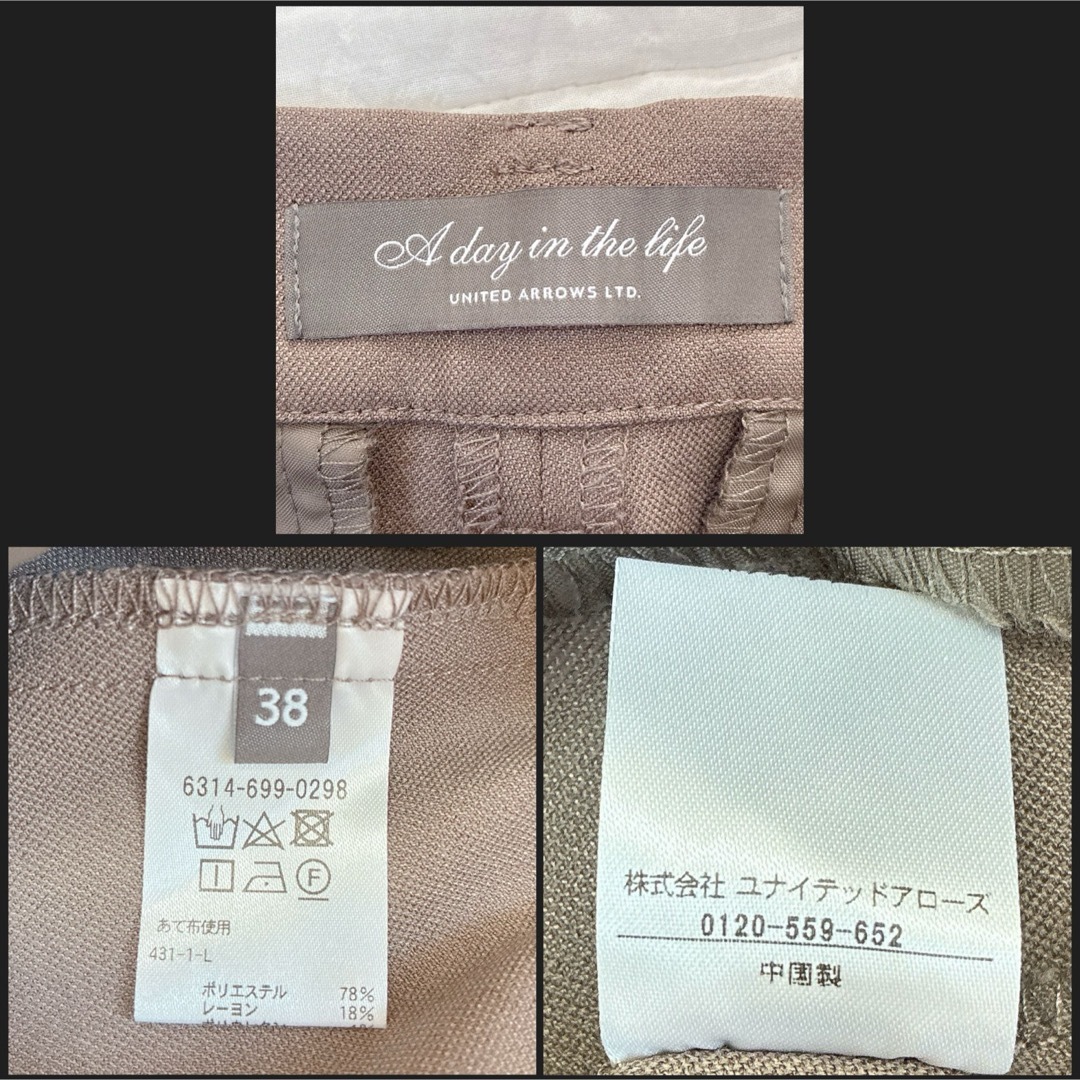 A day in the life
UNITED ARROWS LTD.
38
6314-699-0298
F
あて布使用
431-1-L
ポリエステル 78%
レーヨン 18%
株式会社 ユナイテッドアローズ
0120-559-652
中国製